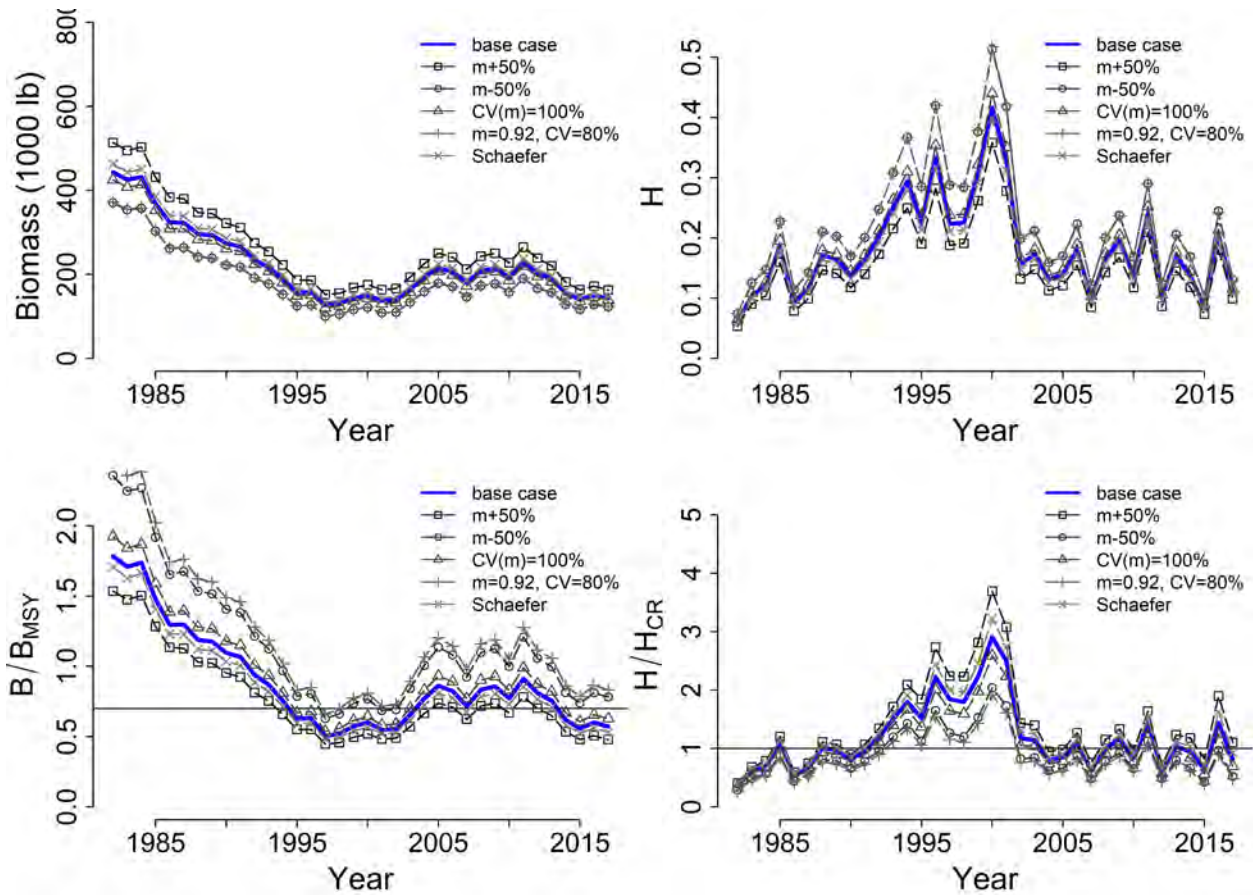 Biomass (1000 lb)
800
600
400
200
0
base case
m+50%
m-50%
CV(m)=100%
m=0.92, CV=80%
Schaefer
1985 1995 2005 2015
Year
H
0.5
0.4
0.3
0.2
0.1
0.0
base case
m+50%
m-50%
CV(m)=100%
m=0.92, CV=80%
Schaefer
1985 1995 2005 2015
Year
B/BMSY
2.0
1.5
1.0
0.5
0.0
base case
m+50%
m-50%
CV(m)=100%
m=0.92, CV=80%
Schaefer
1985 1995 2005 2015
Year
H/HCR
5
4
3
2
1
0
base case
m+50%
m-50%
CV(m)=100%
m=0.92, CV=80%
Schaefer
1985 1995 2005 2015
Year